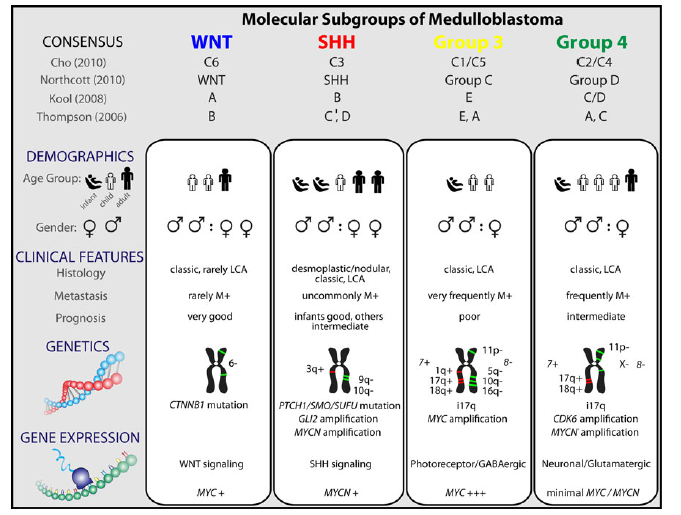 Molecular Subgroups of Medulloblastoma
CONSENSUS WNT SHH Group 3 Group 4
Cho (2010) C6 C3 C1/C5 C2/C4
Northcott (2010) WNT SHH Group C Group D
Kool (2008) A B E C/D
Thompson (2006) B C', D E, A A, C
DEMOGRAPHICS
Age Group:
infant child adult
Gender: ♀ ♂ ♂♂:♀♀ ♂♂:♀♀ ♂♂:♀ ♂♂:♀
CLINICAL FEATURES
Histology classic, rarely LCA desmoplastic/nodular, classic, LCA classic, LCA
classic, LCA
Metastasis rarely M+ uncommonly M+ very frequently M+ frequently M+
Prognosis very good infants good, others poor intermediate
intermediate
GENETICS
6-
3q+
9q-
10q-
7+ 11p- 8-
1q+ 5q-
17q+ 10q-
18q+ 16q-
11p-
7+ X- 8-
17q+
18q+
CTNNB1 mutation PTCH1/SMO/SUFU mutation i17q i17q
GLI2 amplification MYC amplification CDK6 amplification
MYCN amplification MYCN amplification
GENE EXPRESSION
WNT signaling SHH signaling Photoreceptor/GABAergic Neuronal/Glutamatergic
MYC + MYCN + MYC +++ minimal MYC / MYCN